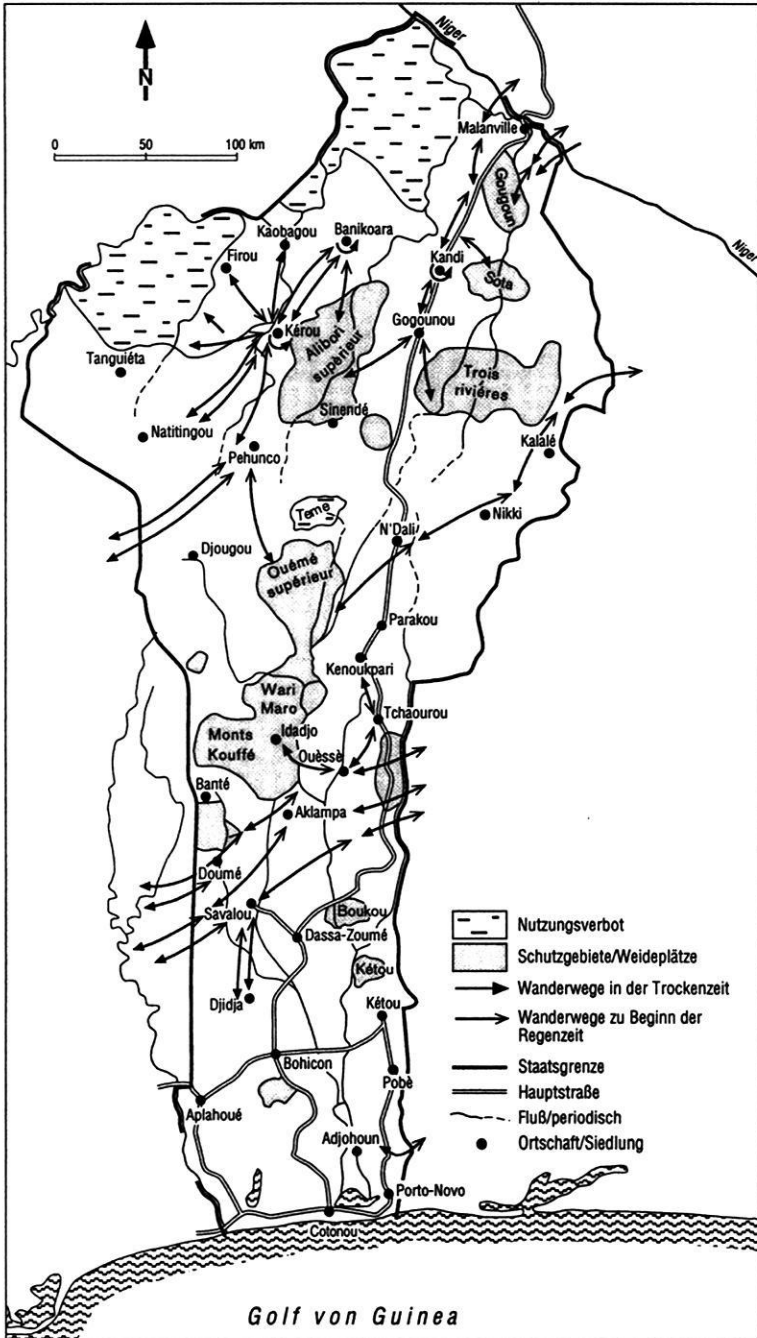 Niger
N
0 50 100 km
Malanville
Gougoun
Niger
Kaobagou
Banikoara
Firou
Kandi
Sota
Kérou
Gogounou
Alibori
supérieur
Tanguiéta
Trois
riviéres
Sinendé
Natitingou
Kalalé
Pehunco
Nikki
Teme
N'Dali
Djougou
Ouémé
supérieur
Parakou
Kenoukpari
Wari
Maro
Tchaourou
Monts
Kouffé
Idadjo
Ouèssè
Banté
Aklampa
Doumé
Savalou
Boukou
Dassa-Zoumé
Kétou
Djidja
Kétou
Bohicon
Pobè
Aplahoué
Adjohoun
Porto-Novo
Cotonou
Nutzungsverbot
Schutzgebiete/Weideplätze
Wanderwege in der Trockenzeit
Wanderwege zu Beginn der
Regenzeit
Staatsgrenze
Hauptstraße
Fluß/periodisch
Ortschaft/Siedlung
Golf von Guinea